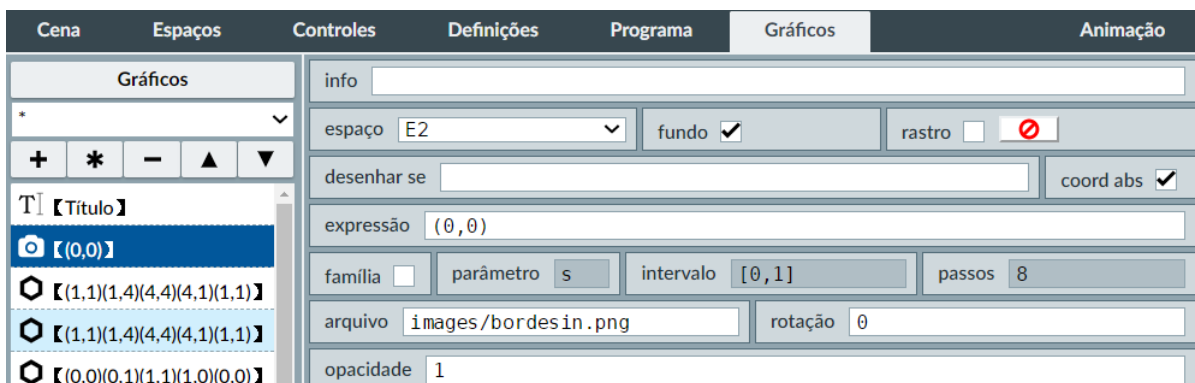 Cena Espaços Controles Definições Programa Gráficos Animação
Gráficos
info
*
espaço E2 fundo rastro
+ * −
desenhar se coord abs
T 【Título】
expressão (0,0)
【(0,0)】
família parâmetro s intervalo [0,1] passos 8
【(1,1)(1,4)(4,4)(4,1)(1,1)】
arquivo images/bordesin.png rotação 0
【(1,1)(1,4)(4,4)(4,1)(1,1)】
opacidade 1
【(0,0)(0,1)(1,1)(1,0)(0,0)】